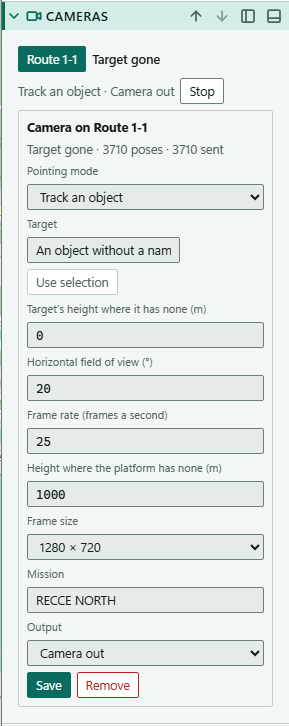 CAMERAS
Route 1-1 Target gone
Track an object · Camera out Stop
Camera on Route 1-1
Target gone · 3710 poses · 3710 sent
Pointing mode
Track an object
Target
An object without a nam
Use selection
Target's height where it has none (m)
0
Horizontal field of view (°)
20
Frame rate (frames a second)
25
Height where the platform has none (m)
1000
Frame size
1280 × 720
Mission
RECCE NORTH
Output
Camera out
Save Remove